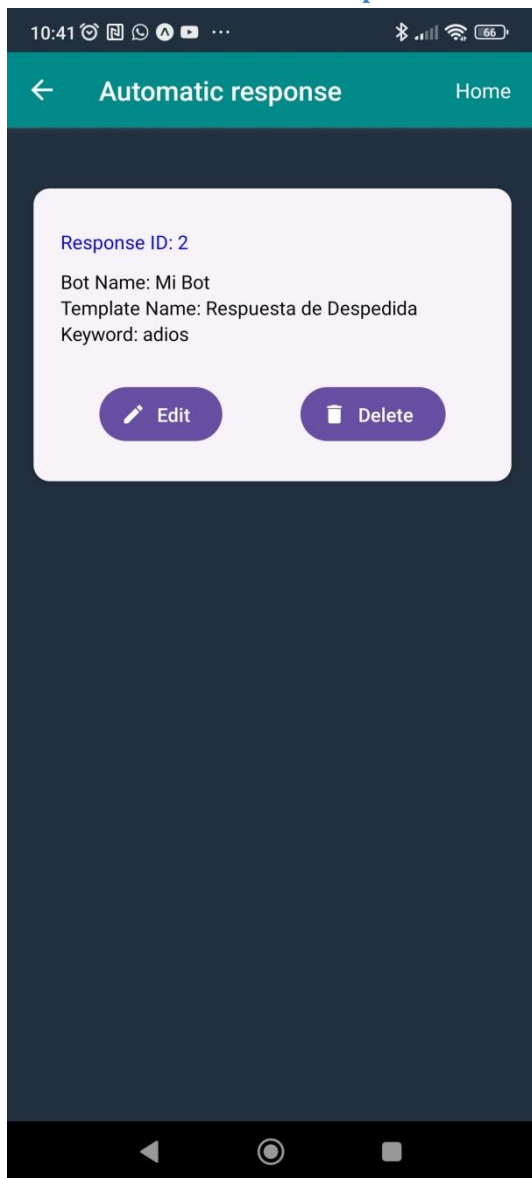 10:41 66
Automatic response Home
Response ID: 2
Bot Name: Mi Bot
Template Name: Respuesta de Despedida
Keyword: adios
Edit Delete